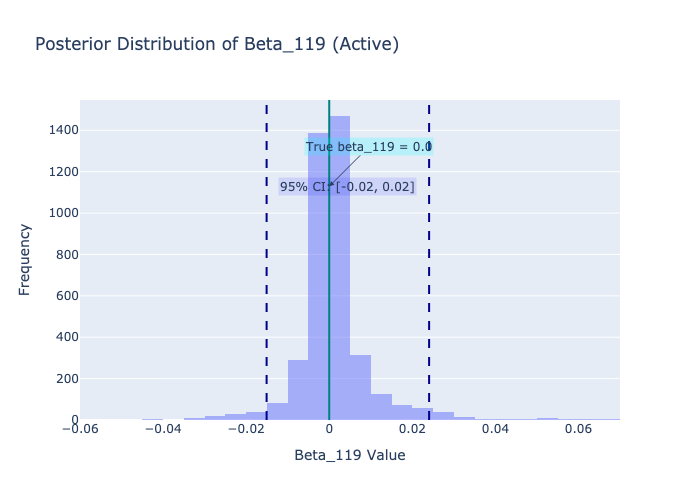 Posterior Distribution of Beta_119 (Active)
1400
True beta_119 = 0.0
1200
95% CI: [-0.02, 0.02]
1000
800
600
400
200
0
Frequency
−0.06 −0.04 −0.02 0 0.02 0.04 0.06
Beta_119 Value